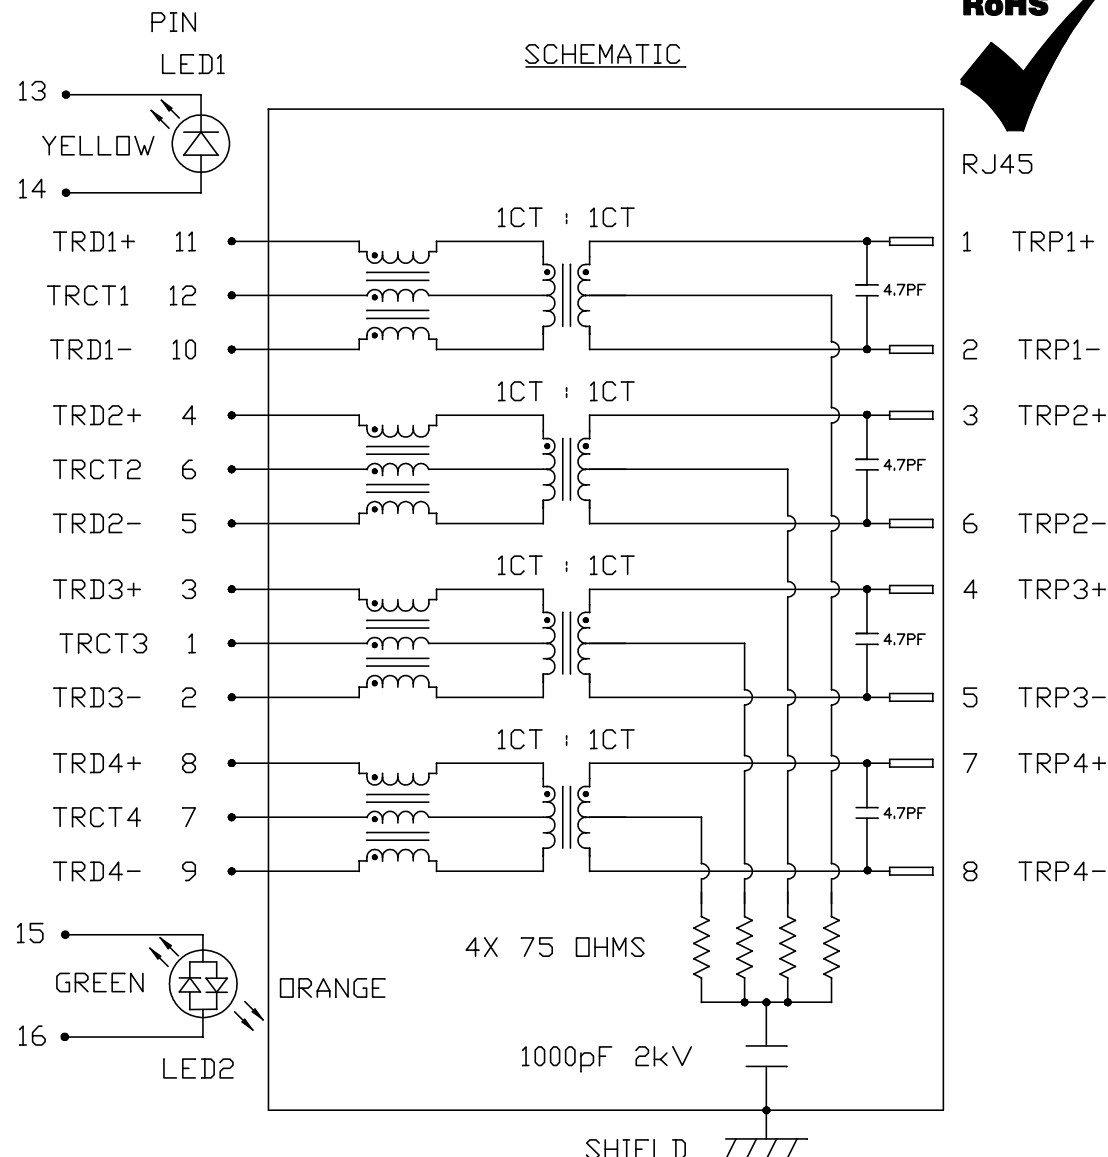 RoHS
PIN
LED1
SCHEMATIC
13
YELLOW
14
RJ45
1CT : 1CT
TRD1+ 11
1 TRP1+
TRCT1 12
4.7PF
TRD1- 10
2 TRP1-
1CT : 1CT
TRD2+ 4
3 TRP2+
TRCT2 6
4.7PF
TRD2- 5
6 TRP2-
1CT : 1CT
TRD3+ 3
4 TRP3+
TRCT3 1
4.7PF
TRD3- 2
5 TRP3-
1CT : 1CT
TRD4+ 8
7 TRP4+
TRCT4 7
4.7PF
TRD4- 9
8 TRP4-
15
4X 75 OHMS
GREEN
ORANGE
16
1000pF 2kV
LED2
SHIELD